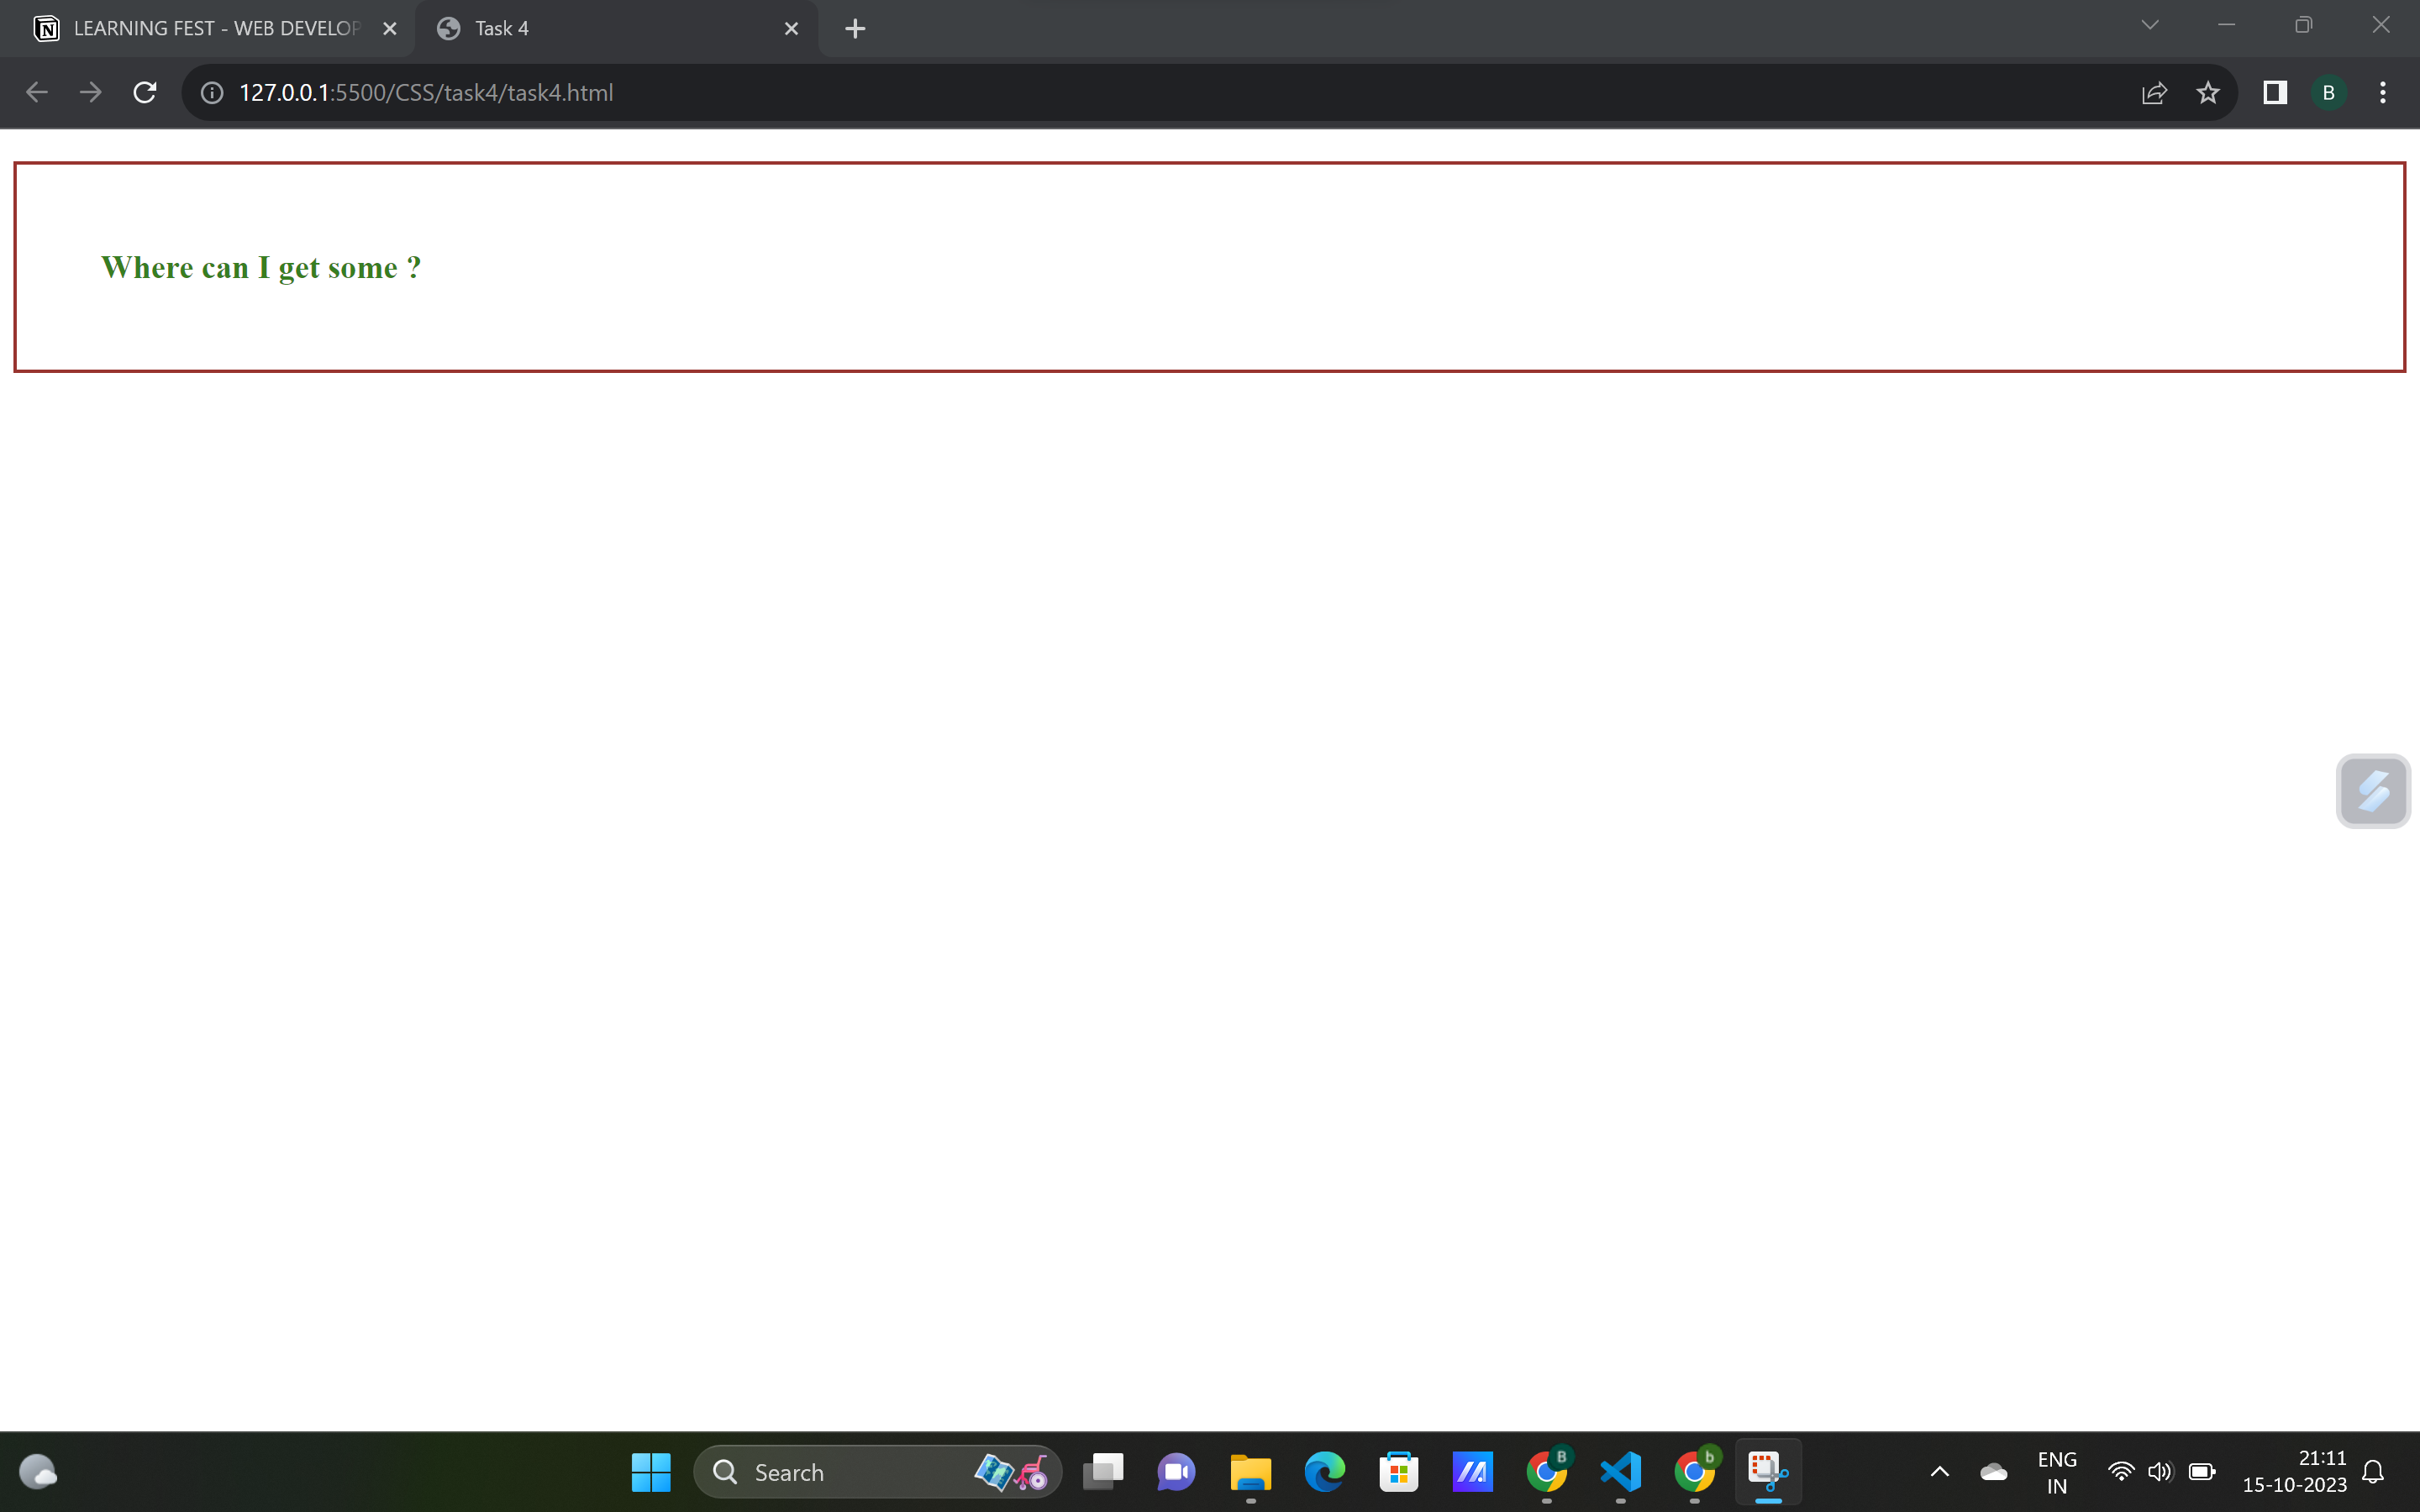 LEARNING FEST - WEB DEVELOP
Task 4
127.0.0.1:5500/CSS/task4/task4.html
B
Where can I get some ?
Search
B
b
ENG
IN
21:11
15-10-2023